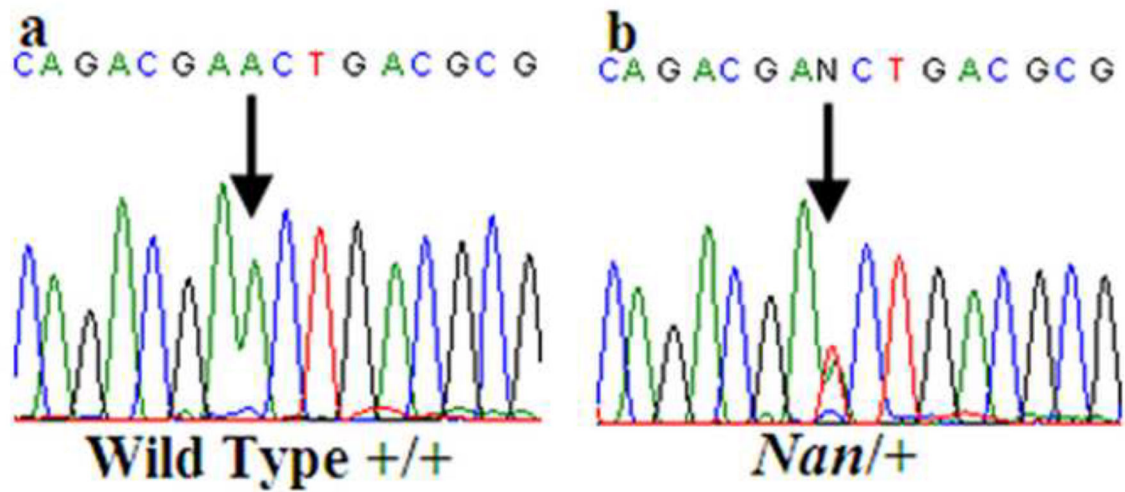 a
CAGACGAACTGACGCG
Wild Type +/+
b
CAGACGANCTGACGCG
Nan/+